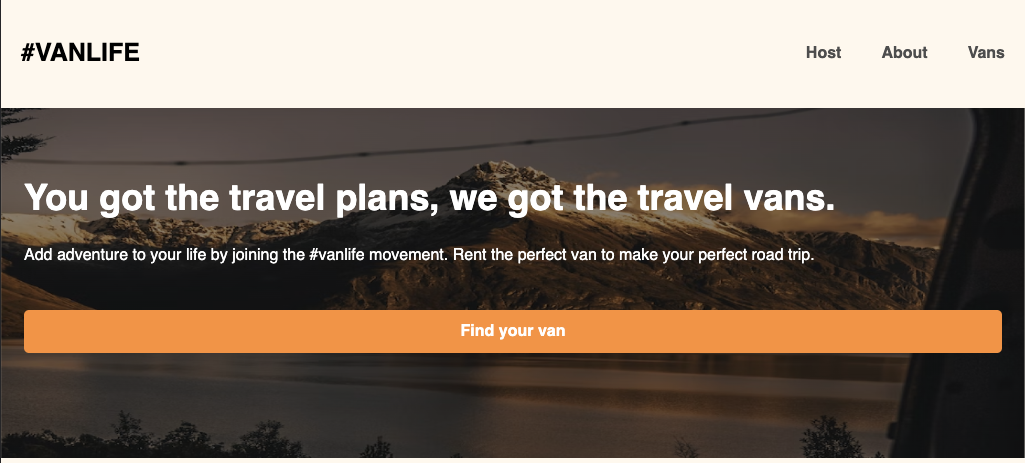 #VANLIFE
Host About Vans
You got the travel plans, we got the travel vans.
Add adventure to your life by joining the #vanlife movement. Rent the perfect van to make your perfect road trip.
Find your van